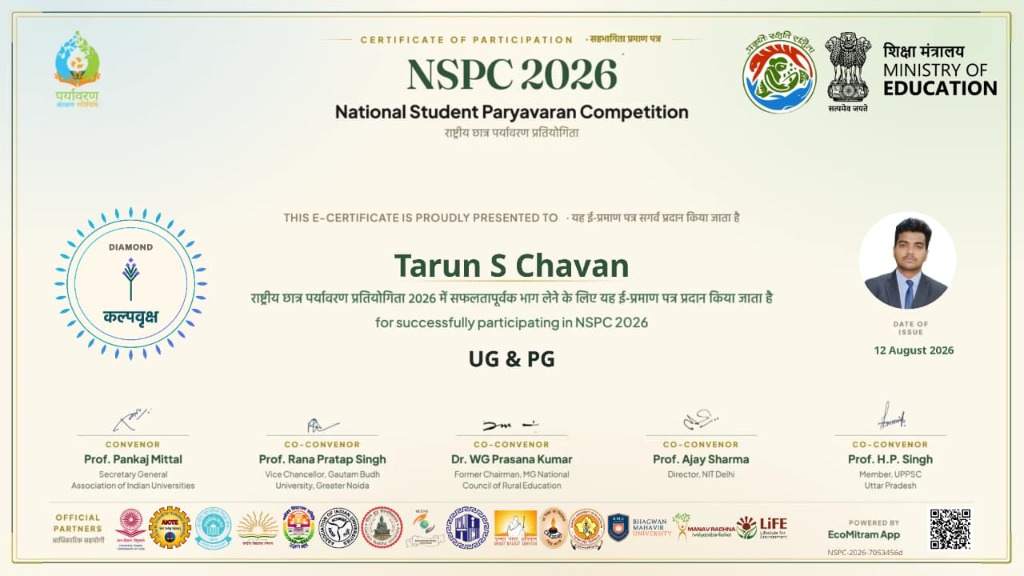 CERTIFICATE OF PARTICIPATION · सहभागिता प्रमाण पत्र
NSPC 2026
National Student Paryavaran Competition
राष्ट्रीय छात्र पर्यावरण प्रतियोगिता
पर्यावरण
शिक्षा मंत्रालय
MINISTRY OF
EDUCATION
सत्यमेव जयते
THIS E-CERTIFICATE IS PROUDLY PRESENTED TO · यह ई-प्रमाण पत्र सगर्व प्रदान किया जाता है
DIAMOND
कल्पवृक्ष
Tarun S Chavan
राष्ट्रीय छात्र पर्यावरण प्रतियोगिता 2026 में सफलतापूर्वक भाग लेने के लिए यह ई-प्रमाण पत्र प्रदान किया जाता है
for successfully participating in NSPC 2026
UG & PG
DATE OF
ISSUE
12 August 2026
CONVENOR
Prof. Pankaj Mittal
Secretary General
Association of Indian Universities
CO-CONVENOR
Prof. Rana Pratap Singh
Vice Chancellor, Gautam Budh
University, Greater Noida
CO-CONVENOR
Dr. WG Prasana Kumar
Former Chairman, MG National
Council of Rural Education
CO-CONVENOR
Prof. Ajay Sharma
Director, NIT Delhi
CO-CONVENOR
Prof. H.P. Singh
Member, UPPSC
Uttar Pradesh
OFFICIAL
PARTNERS
आधिकारिक सहयोगी
AICTE
BHAGWAN
MAHAVIR
UNIVERSITY
MANAV RACHNA
LiFE
Lifestyle for
Environment
POWERED BY
EcoMitram App
NSPC-2026-7053456d